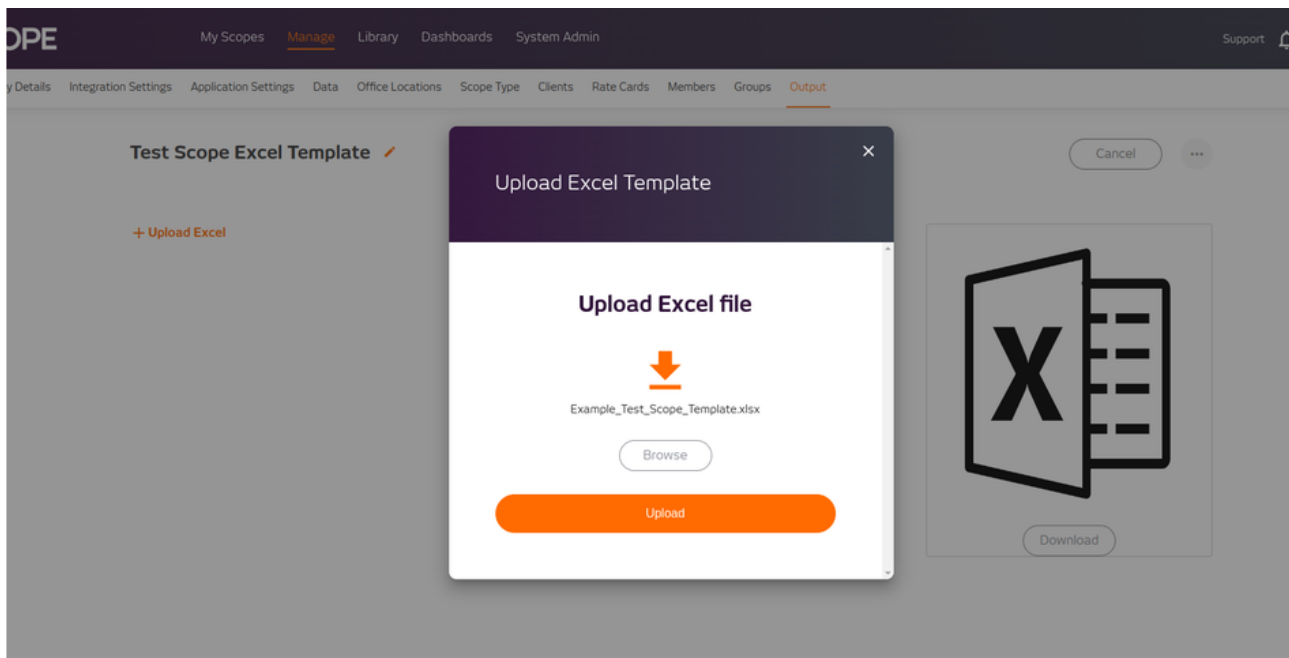 OPE
My Scopes Manage Library Dashboards System Admin
Support
y Details Integration Settings Application Settings Data Office Locations Scope Type Clients Rate Cards Members Groups Output
Test Scope Excel Template
Cancel
Upload Excel Template
+ Upload Excel
Upload Excel file
Example_Test_Scope_Template.xlsx
Browse
Upload
X
Download